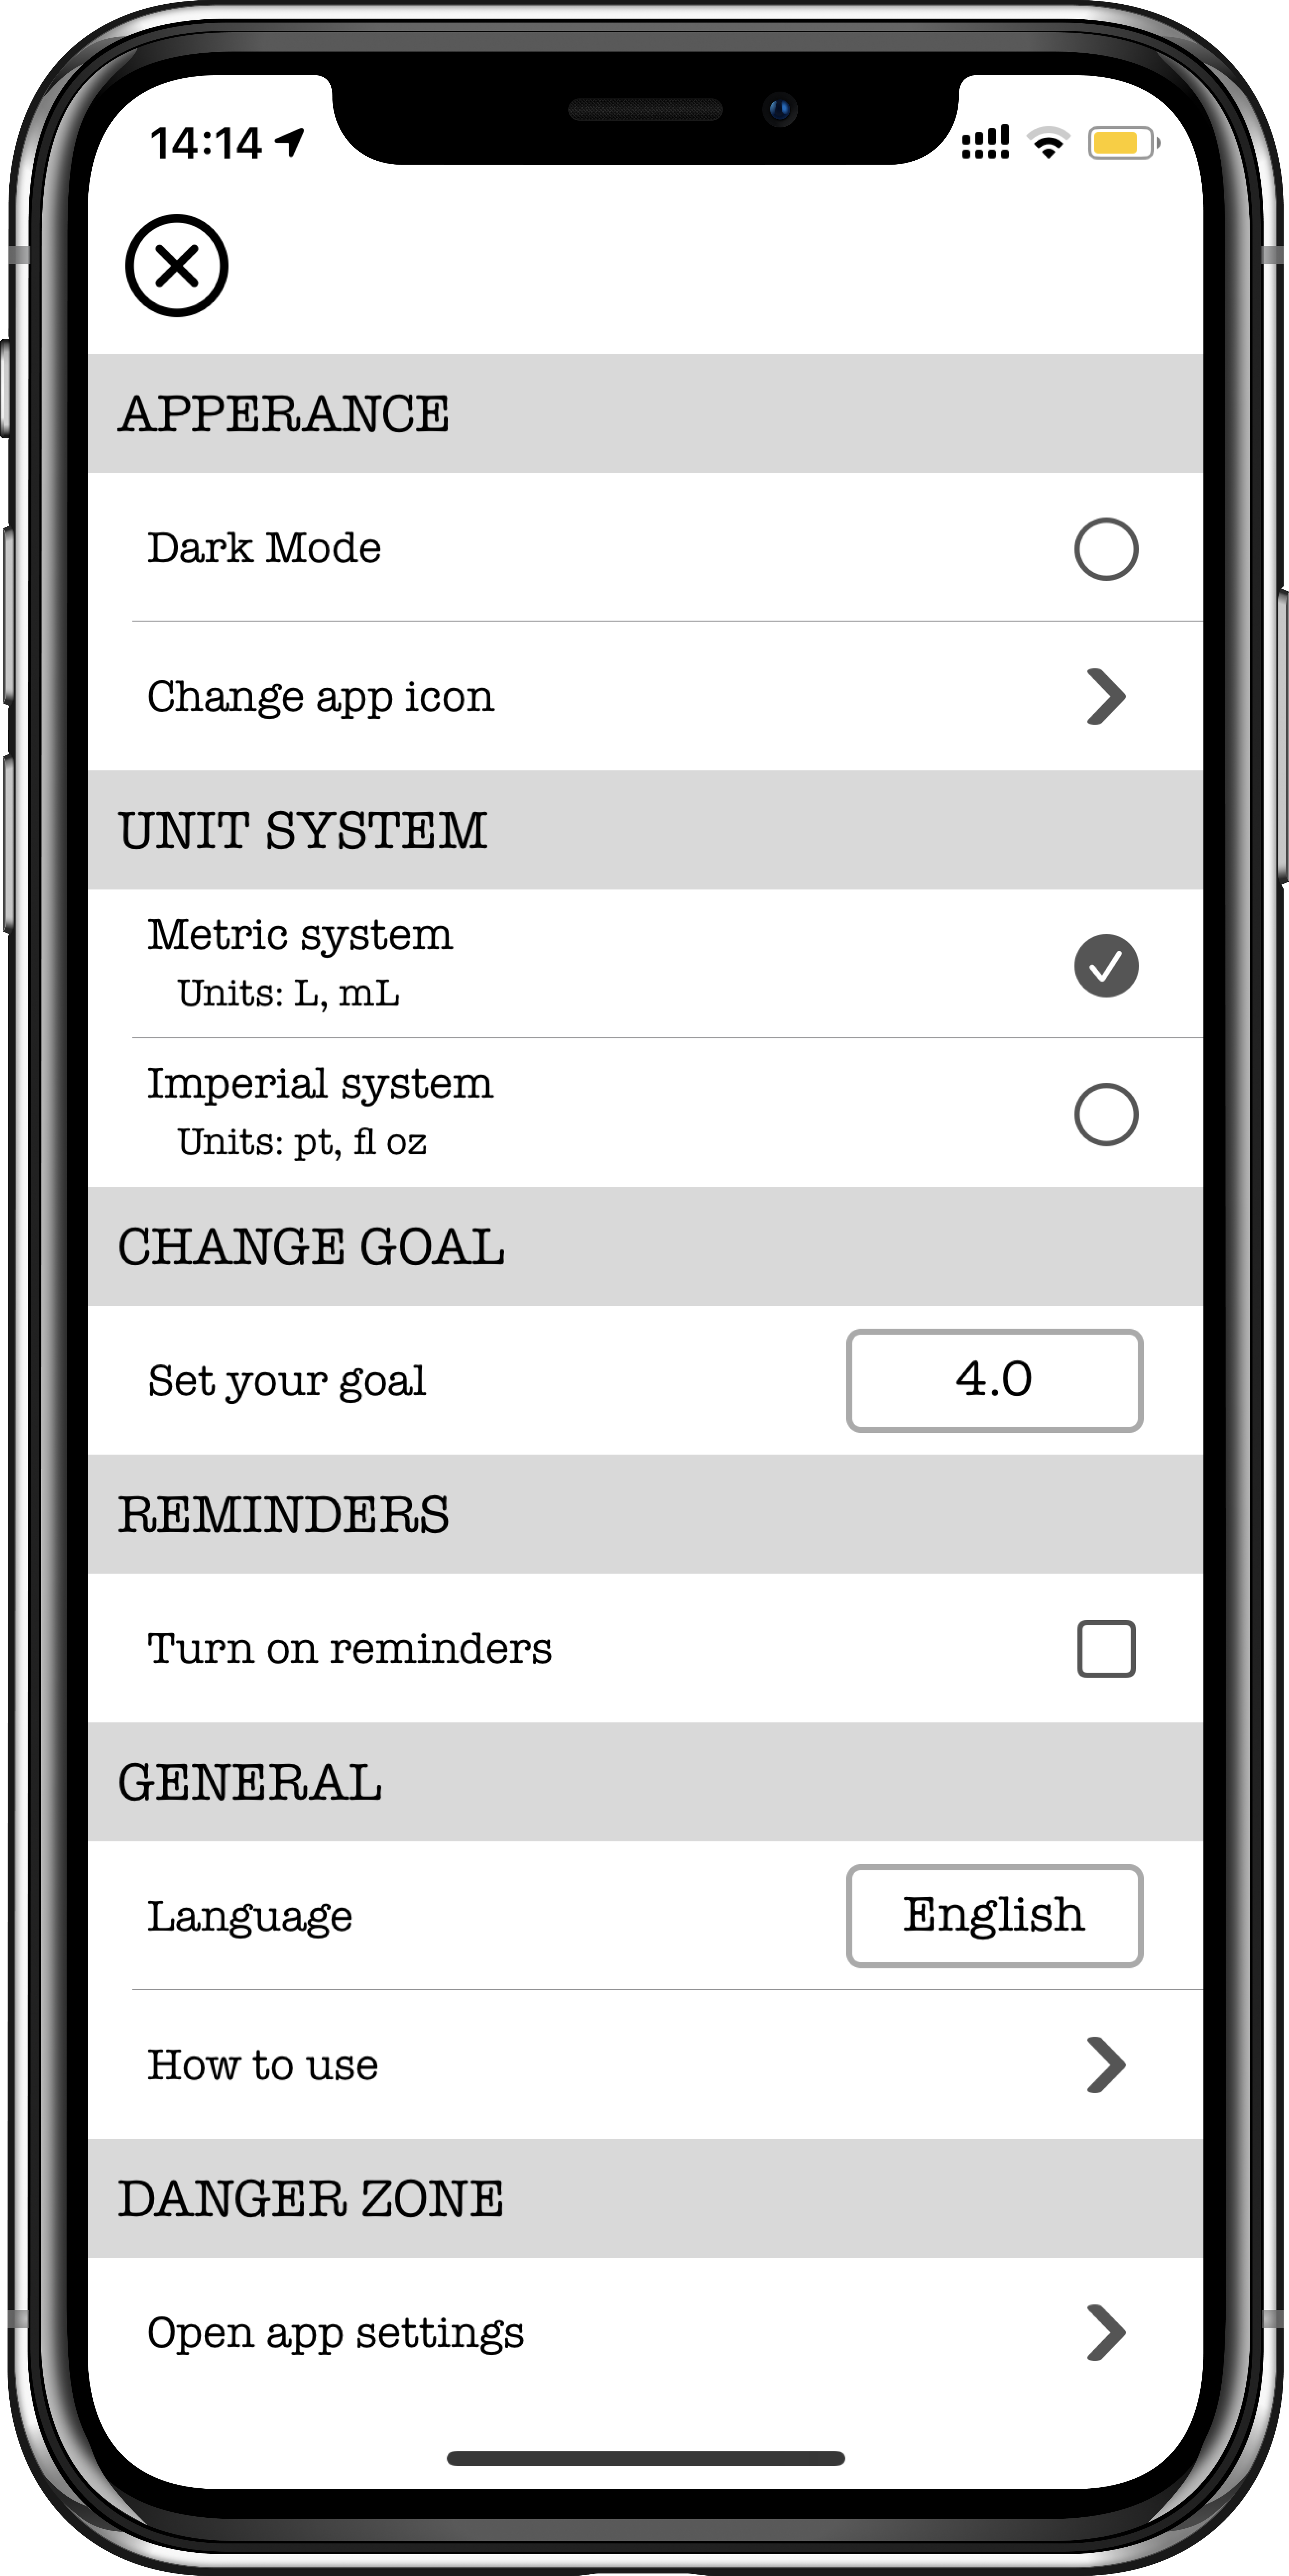 14:14
APPERANCE
Dark Mode
Change app icon
UNIT SYSTEM
Metric system
Units: L, mL
Imperial system
Units: pt, fl oz
CHANGE GOAL
Set your goal
4.0
REMINDERS
Turn on reminders
GENERAL
Language
English
How to use
DANGER ZONE
Open app settings